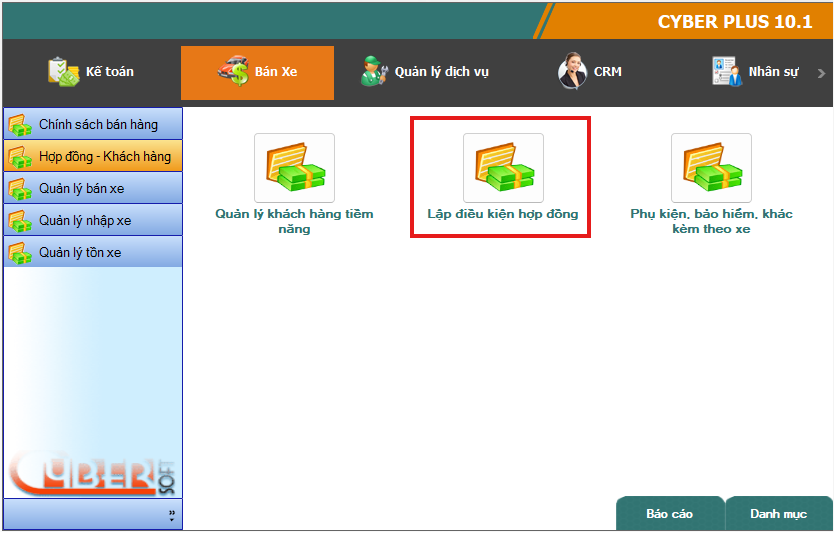 CYBER PLUS 10.1
Kế toán
Bán Xe
Quản lý dịch vụ
CRM
Nhân sự
Chính sách bán hàng
Hợp đồng - Khách hàng
Quản lý bán xe
Quản lý nhập xe
Quản lý tồn xe
Quản lý khách hàng tiềm
năng
Lập điều kiện hợp đồng
Phụ kiện, bảo hiểm, khác
kèm theo xe
CYBER
SOFT
Báo cáo
Danh mục